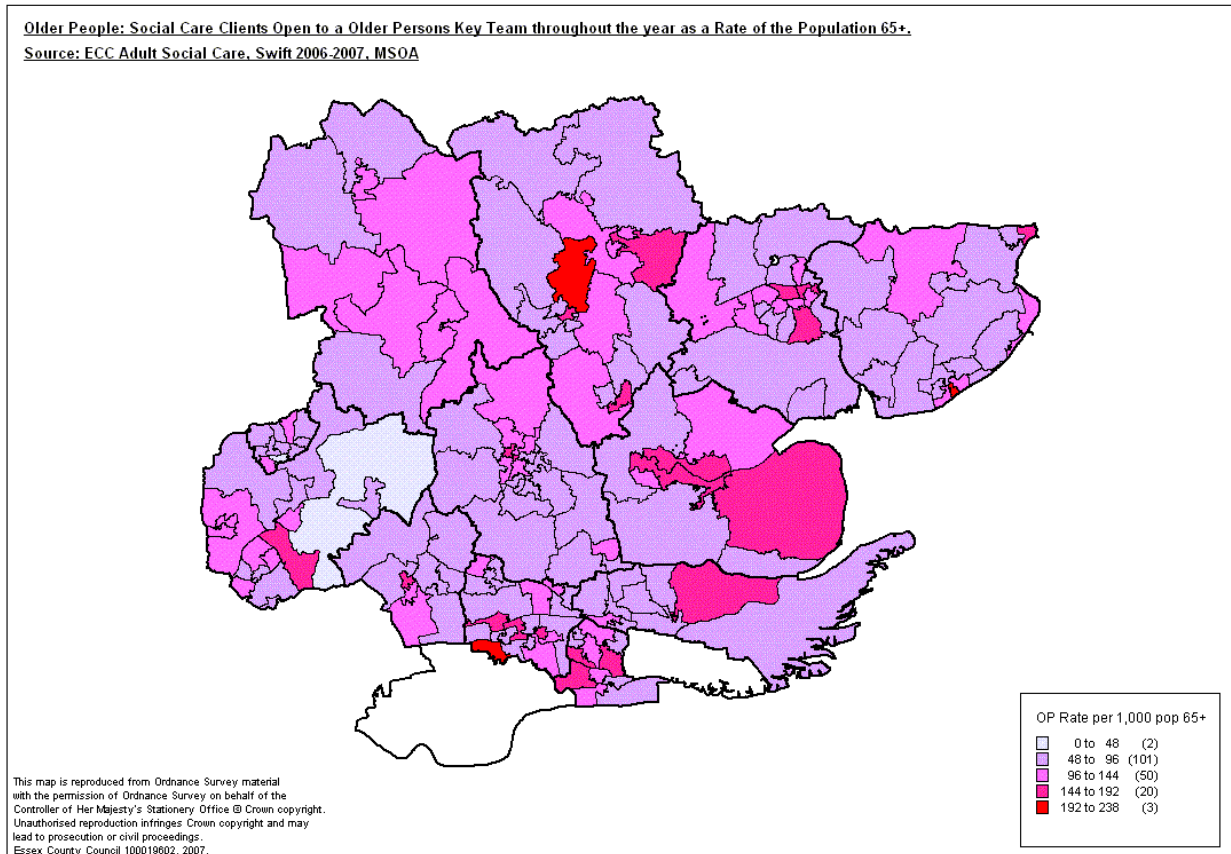 Older People: Social Care Clients Open to a Older Persons Key Team throughout the year as a Rate of the Population 65+.
Source: ECC Adult Social Care, Swift 2006-2007, MSOA
OP Rate per 1,000 pop 65+
0 to 48 (2)
48 to 96 (101)
96 to 144 (50)
144 to 192 (20)
192 to 238 (3)
This map is reproduced from Ordnance Survey material
with the permission of Ordnance Survey on behalf of the
Controller of Her Majesty's Stationery Office © Crown copyright.
Unauthorised reproduction infringes Crown copyright and may
lead to prosecution or civil proceedings.
Essex County Council 100019602, 2007.